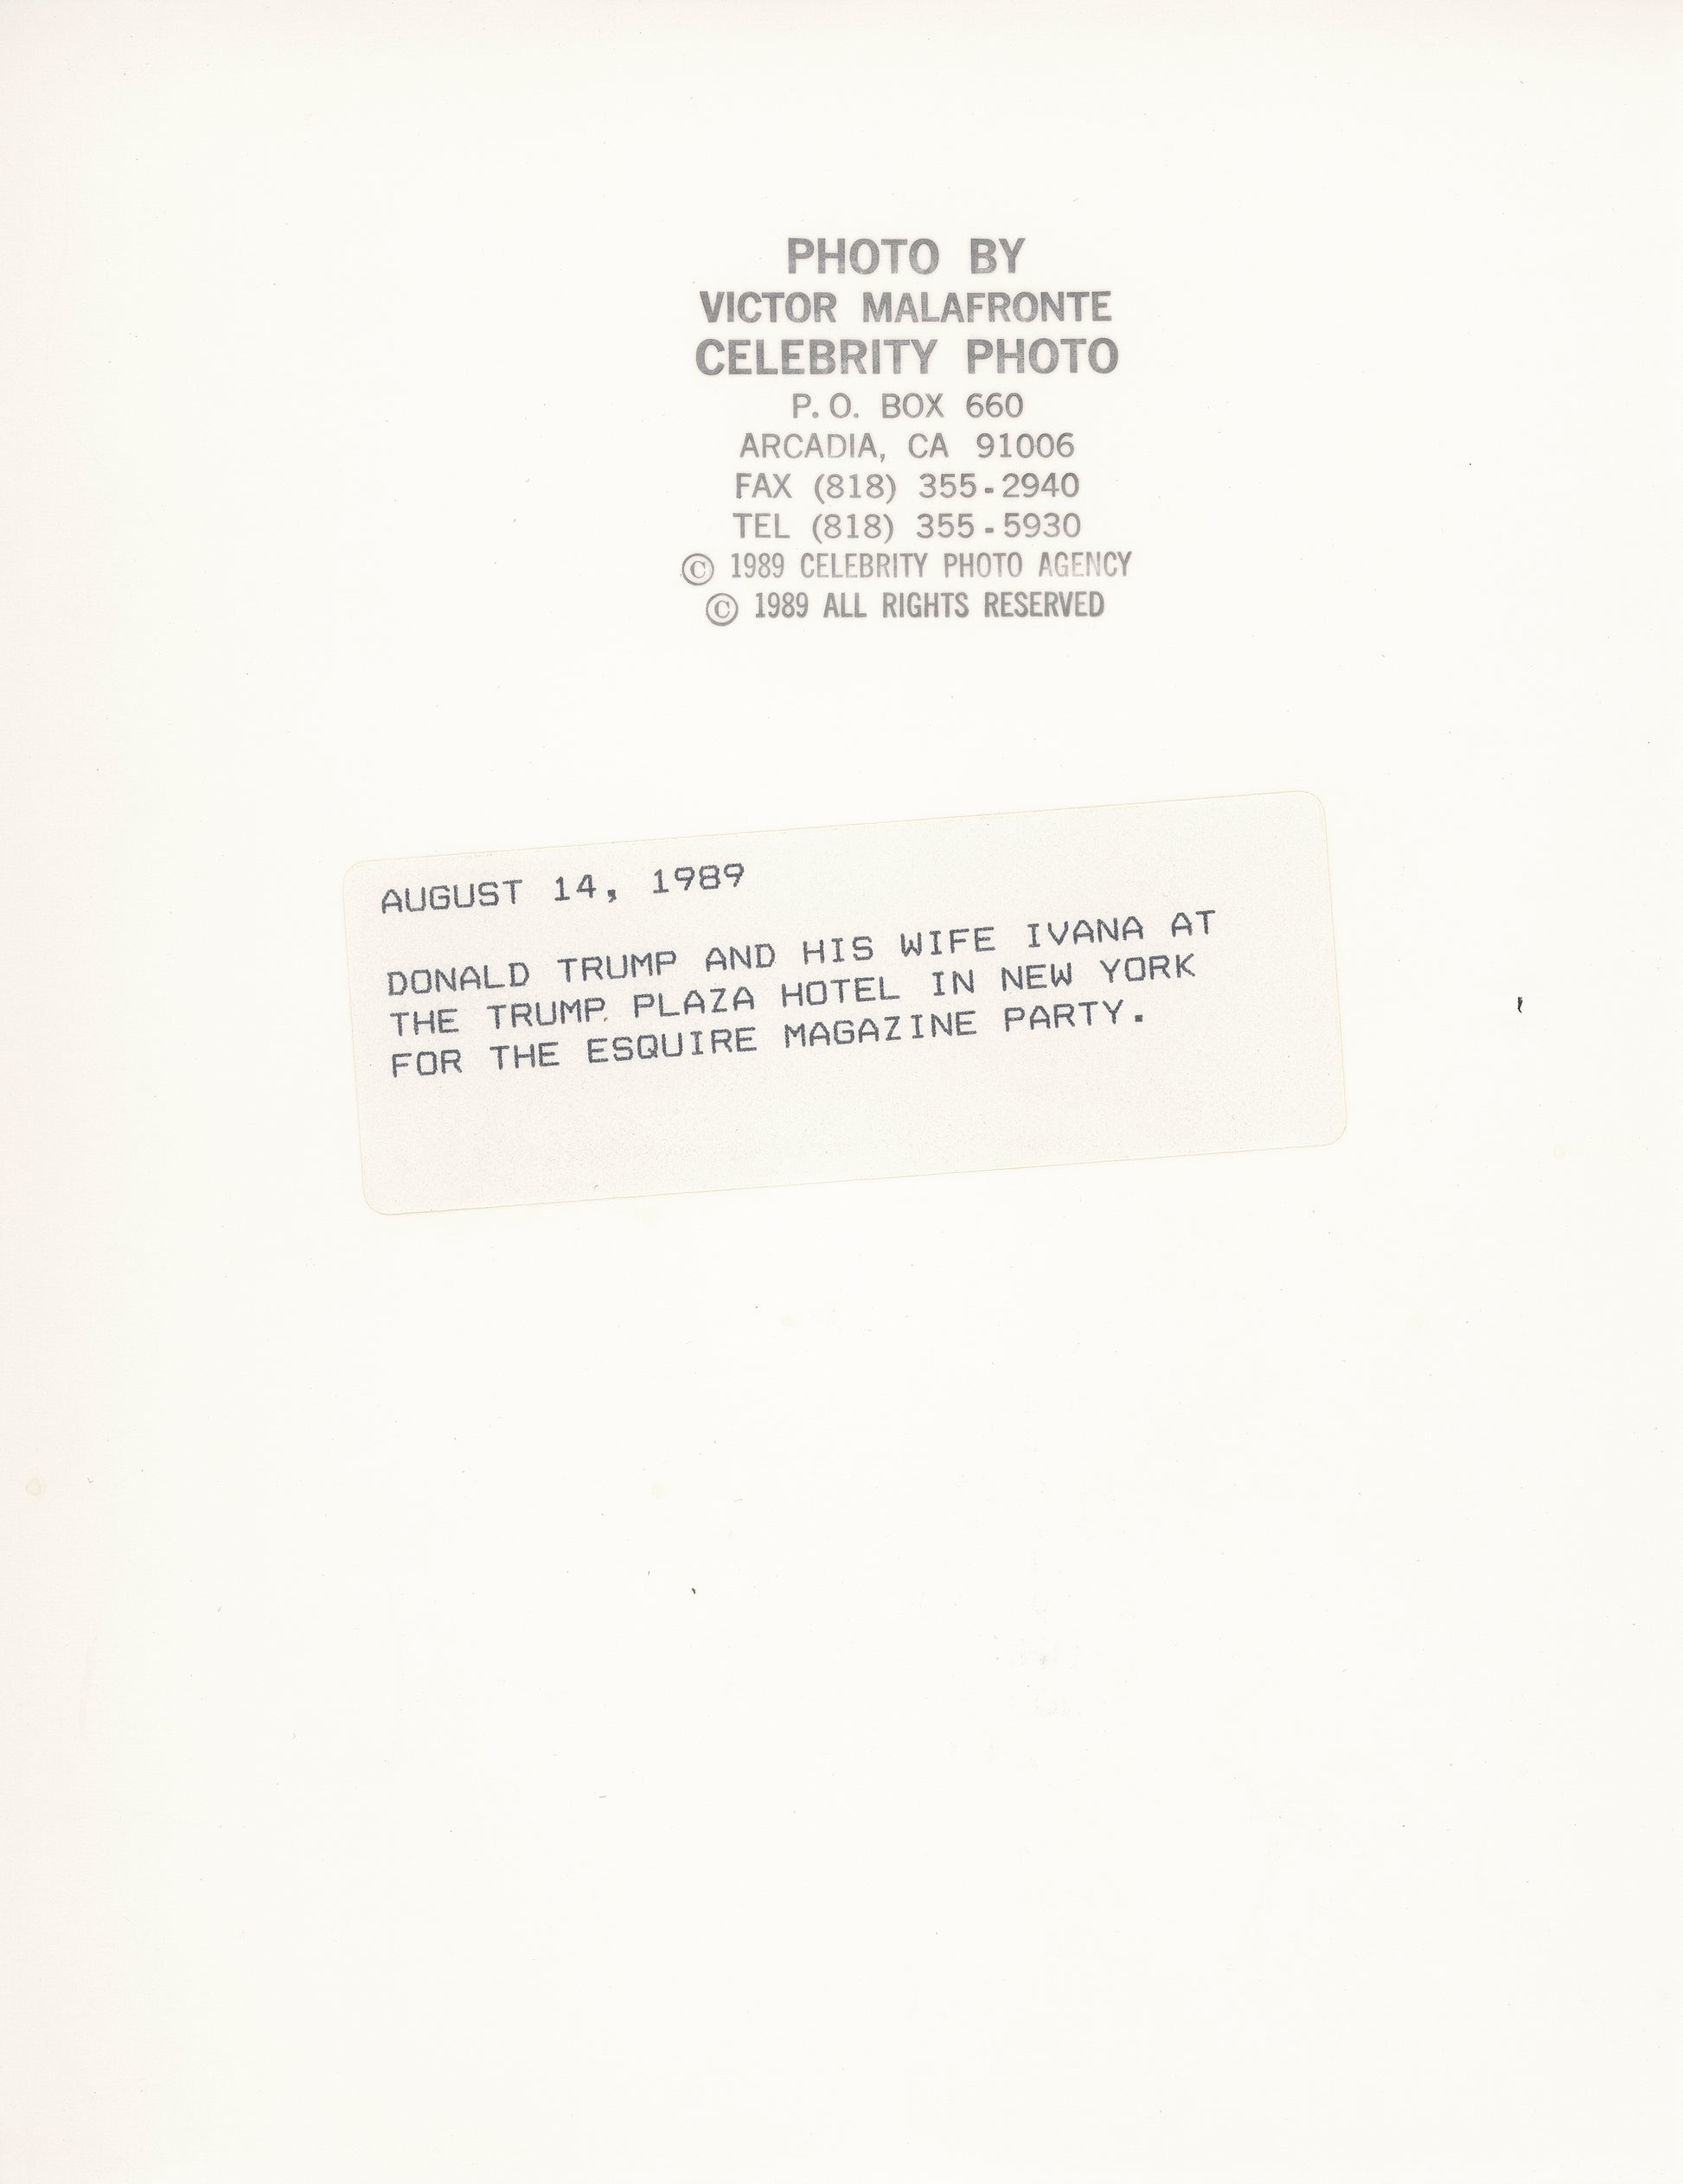 PHOTO BY
VICTOR MALAFRONTE
CELEBRITY PHOTO
P.O. BOX 660
ARCADIA, CA 91006
FAX (818) 355-2940
TEL (818) 355-5930
© 1989 CELEBRITY PHOTO AGENCY
© 1989 ALL RIGHTS RESERVED
AUGUST 14, 1989
DONALD TRUMP AND HIS WIFE IVANA AT
THE TRUMP PLAZA HOTEL IN NEW YORK
FOR THE ESQUIRE MAGAZINE PARTY.